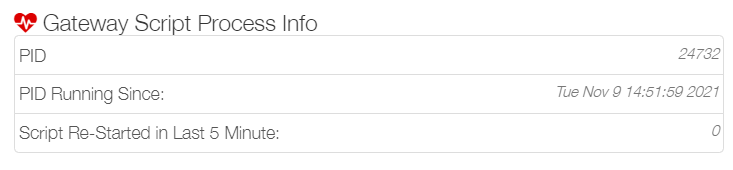 Gateway Script Process Info
PID 24732
PID Running Since: Tue Nov 9 14:51:59 2021
Script Re-Started in Last 5 Minute: 0